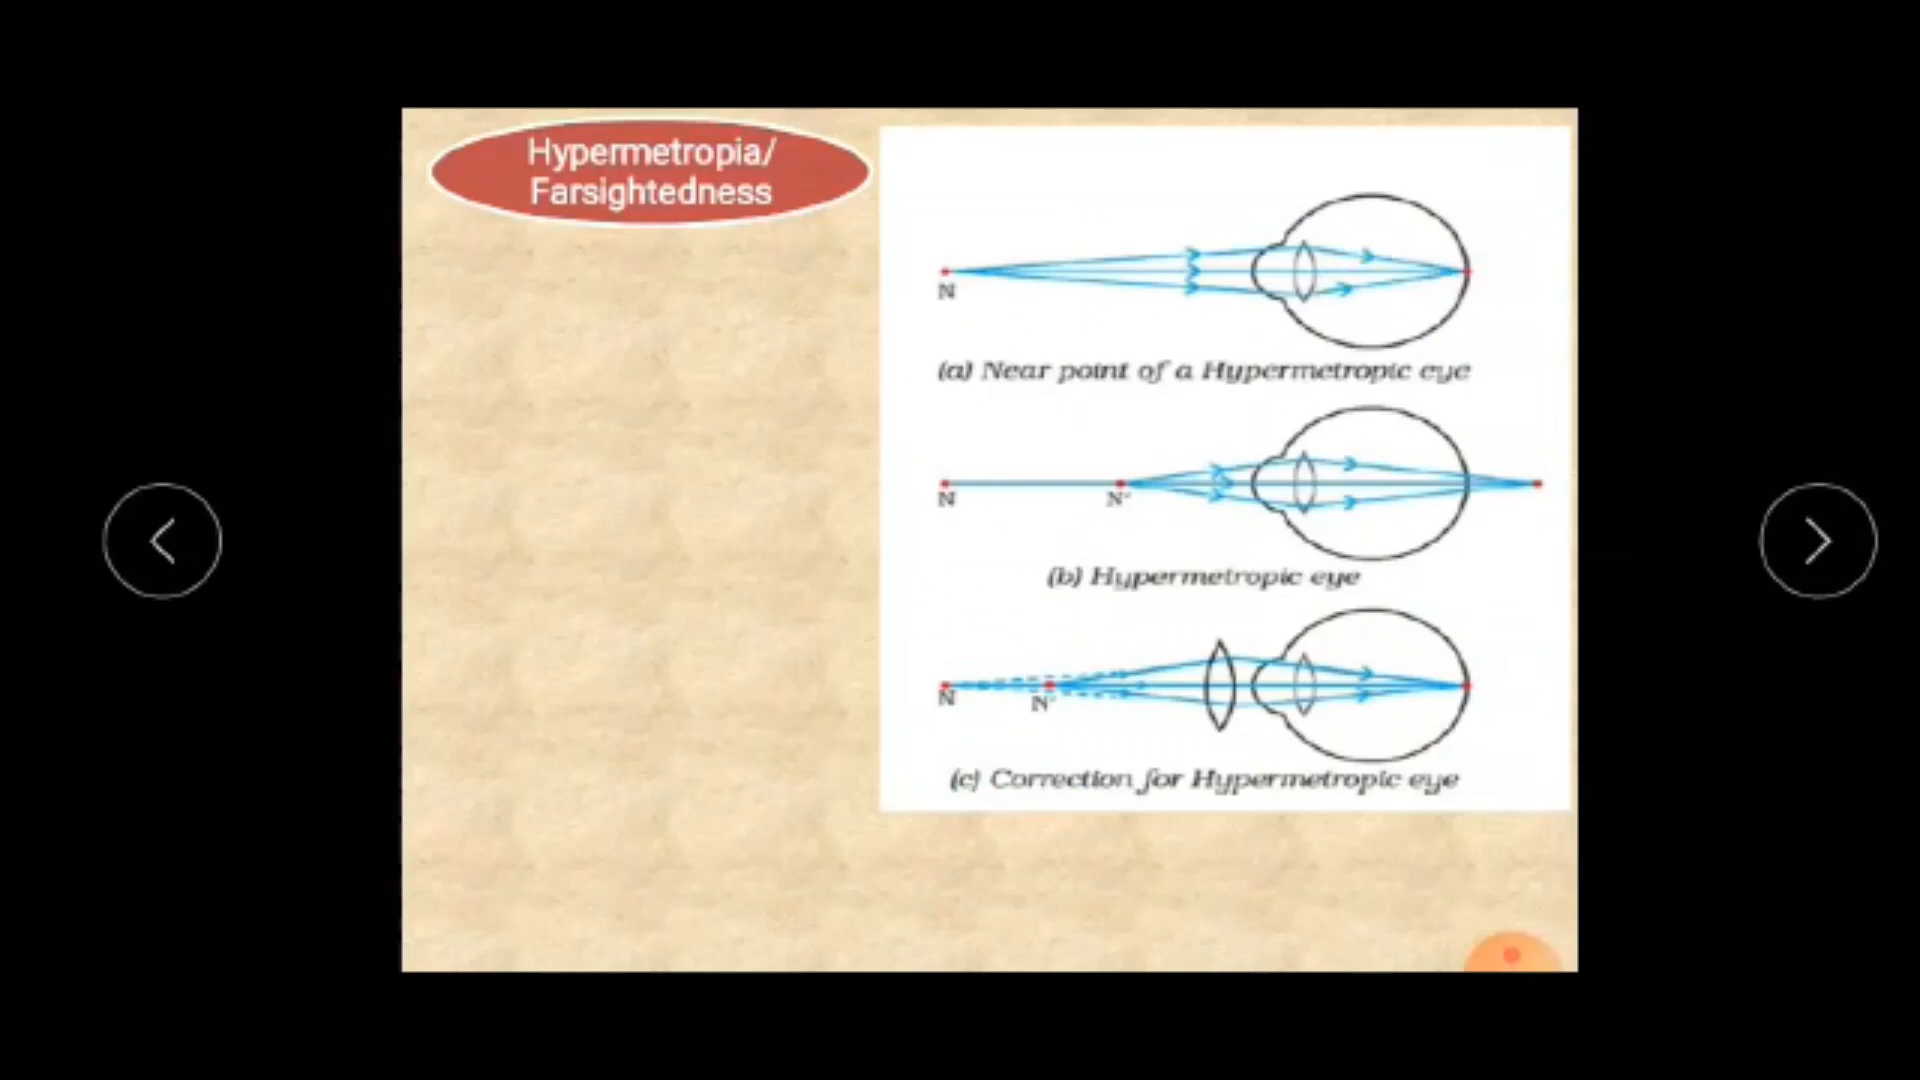 Hypermetropia/
Farsightedness
N
(a) Near point of a Hypermetropic eye
N
N'
(b) Hypermetropic eye
N
N'
(c) Correction for Hypermetropic eye